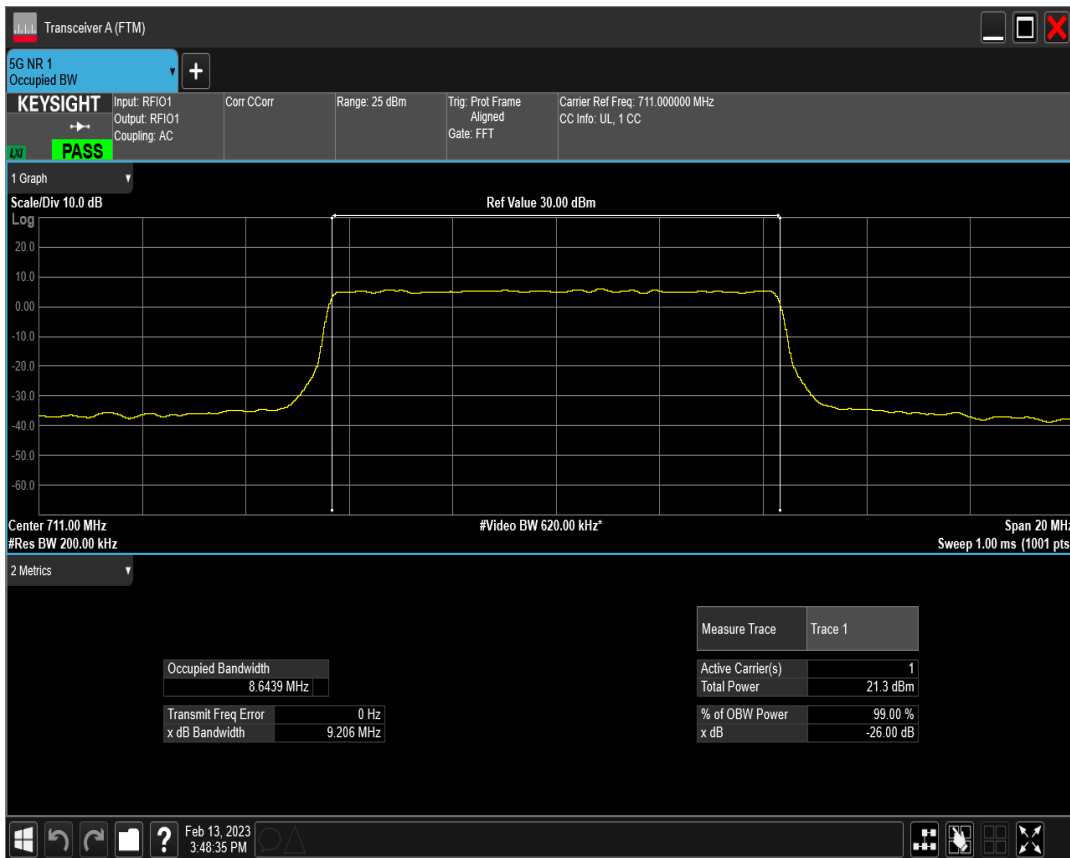 Transceiver A (FTM)
5G NR 1
Occupied BW
+
KEYSIGHT
LXI
PASS
Input: RFIO1
Output: RFIO1
Coupling: AC
Corr CCorr
Range: 25 dBm
Trig: Prot Frame
Aligned
Gate: FFT
Carrier Ref Freq: 711.000000 MHz
CC Info: UL, 1 CC
1 Graph
Scale/Div 10.0 dB
Ref Value 30.00 dBm
Log
20.0
10.0
0.00
-10.0
-20.0
-30.0
-40.0
-50.0
-60.0
Center 711.00 MHz
#Video BW 620.00 kHz*
Span 20 MHz
#Res BW 200.00 kHz
Sweep 1.00 ms (1001 pts
2 Metrics
Measure Trace Trace 1
Occupied Bandwidth
8.6439 MHz
Active Carrier(s) 1
Total Power 21.3 dBm
Transmit Freq Error 0 Hz
x dB Bandwidth 9.206 MHz
% of OBW Power 99.00 %
x dB -26.00 dB
?
Feb 13, 2023
3:48:35 PM